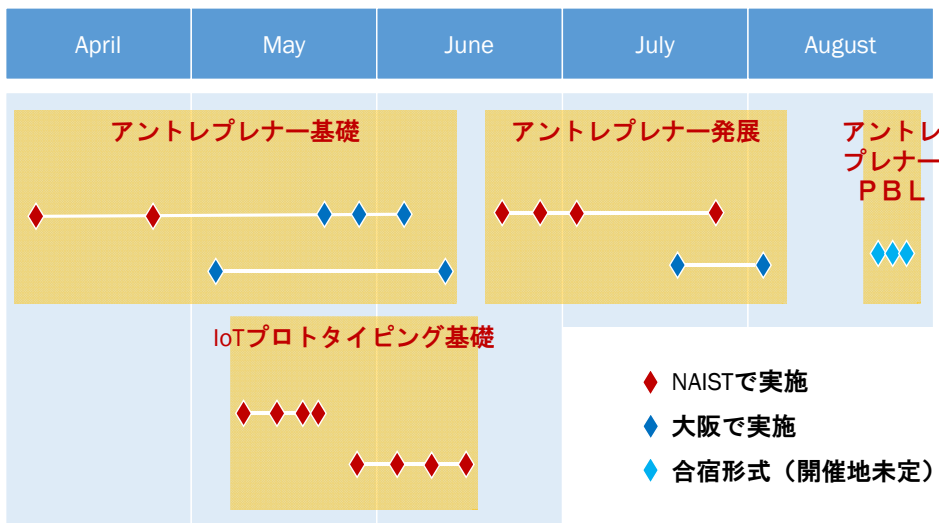 April
May
June
July
August
アントレプレナー基礎
アントレプレナー発展
アントレ
プレナー
ＰＢＬ
IoTプロトタイピング基礎
NAISTで実施
大阪で実施
合宿形式（開催地未定）